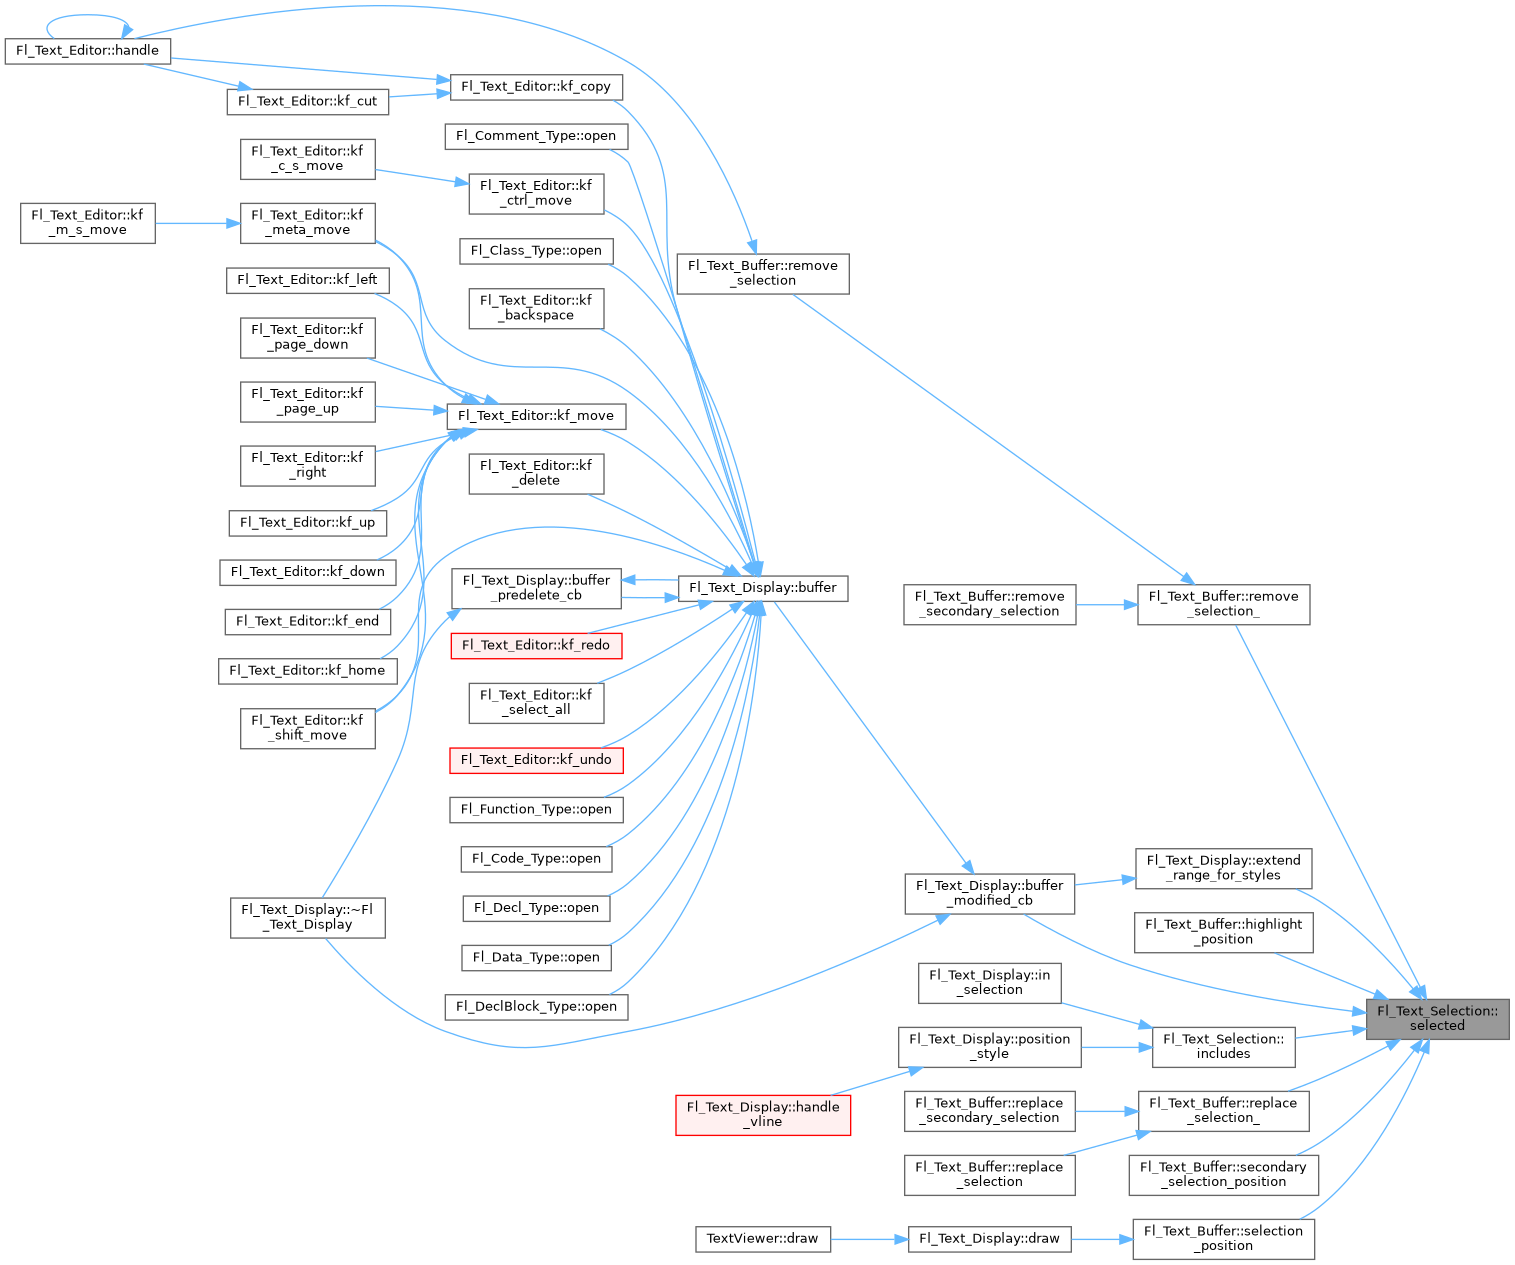 Fl_Text_Editor::handle
Fl_Text_Editor::kf_cut
Fl_Text_Editor::kf_copy
Fl_Comment_Type::open
Fl_Text_Editor::kf
_c_s_move
Fl_Text_Editor::kf
_ctrl_move
Fl_Text_Editor::kf
_m_s_move
Fl_Text_Editor::kf
_meta_move
Fl_Class_Type::open
Fl_Text_Buffer::remove
_selection
Fl_Text_Editor::kf_left
Fl_Text_Editor::kf
_backspace
Fl_Text_Editor::kf
_page_down
Fl_Text_Editor::kf
_page_up
Fl_Text_Editor::kf_move
Fl_Text_Editor::kf
_right
Fl_Text_Editor::kf
_delete
Fl_Text_Editor::kf_up
Fl_Text_Editor::kf_down
Fl_Text_Display::buffer
_predelete_cb
Fl_Text_Display::buffer
Fl_Text_Buffer::remove
_secondary_selection
Fl_Text_Buffer::remove
_selection_
Fl_Text_Editor::kf_end
Fl_Text_Editor::kf_redo
Fl_Text_Editor::kf_home
Fl_Text_Editor::kf
_select_all
Fl_Text_Editor::kf
_shift_move
Fl_Text_Editor::kf_undo
Fl_Function_Type::open
Fl_Code_Type::open
Fl_Text_Display::extend
_range_for_styles
Fl_Text_Display::buffer
_modified_cb
Fl_Decl_Type::open
Fl_Text_Display::~Fl
_Text_Display
Fl_Text_Buffer::highlight
_position
Fl_Data_Type::open
Fl_Text_Display::in
_selection
Fl_DeclBlock_Type::open
Fl_Text_Selection::
selected
Fl_Text_Display::position
_style
Fl_Text_Selection::
includes
Fl_Text_Display::handle
_vline
Fl_Text_Buffer::replace
_secondary_selection
Fl_Text_Buffer::replace
_selection_
Fl_Text_Buffer::replace
_selection
Fl_Text_Buffer::secondary
_selection_position
TextViewer::draw
Fl_Text_Display::draw
Fl_Text_Buffer::selection
_position